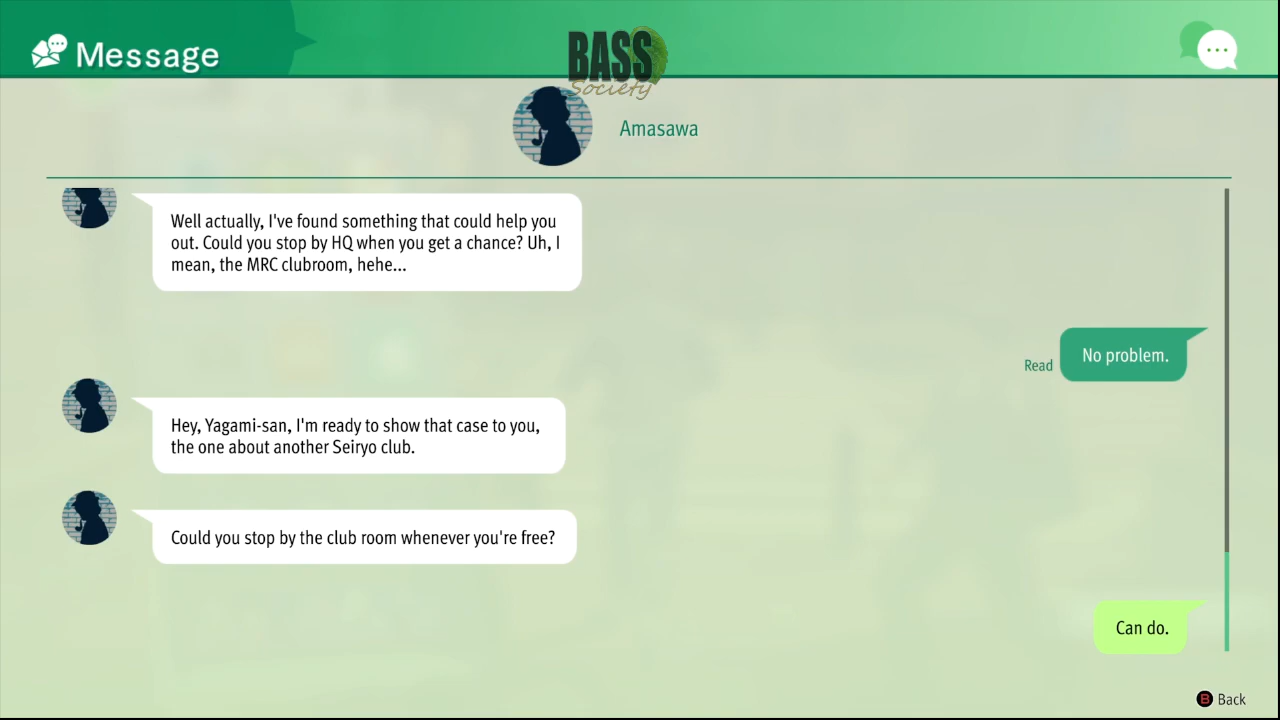 Message
BASS
Society
Amasawa
Well actually, I've found something that could help you
out. Could you stop by HQ when you get a chance? Uh, I
mean, the MRC clubroom, hehe...
No problem.
Read
Hey, Yagami-san, I'm ready to show that case to you,
the one about another Seiryo club.
Could you stop by the club room whenever you're free?
Can do.
B Back